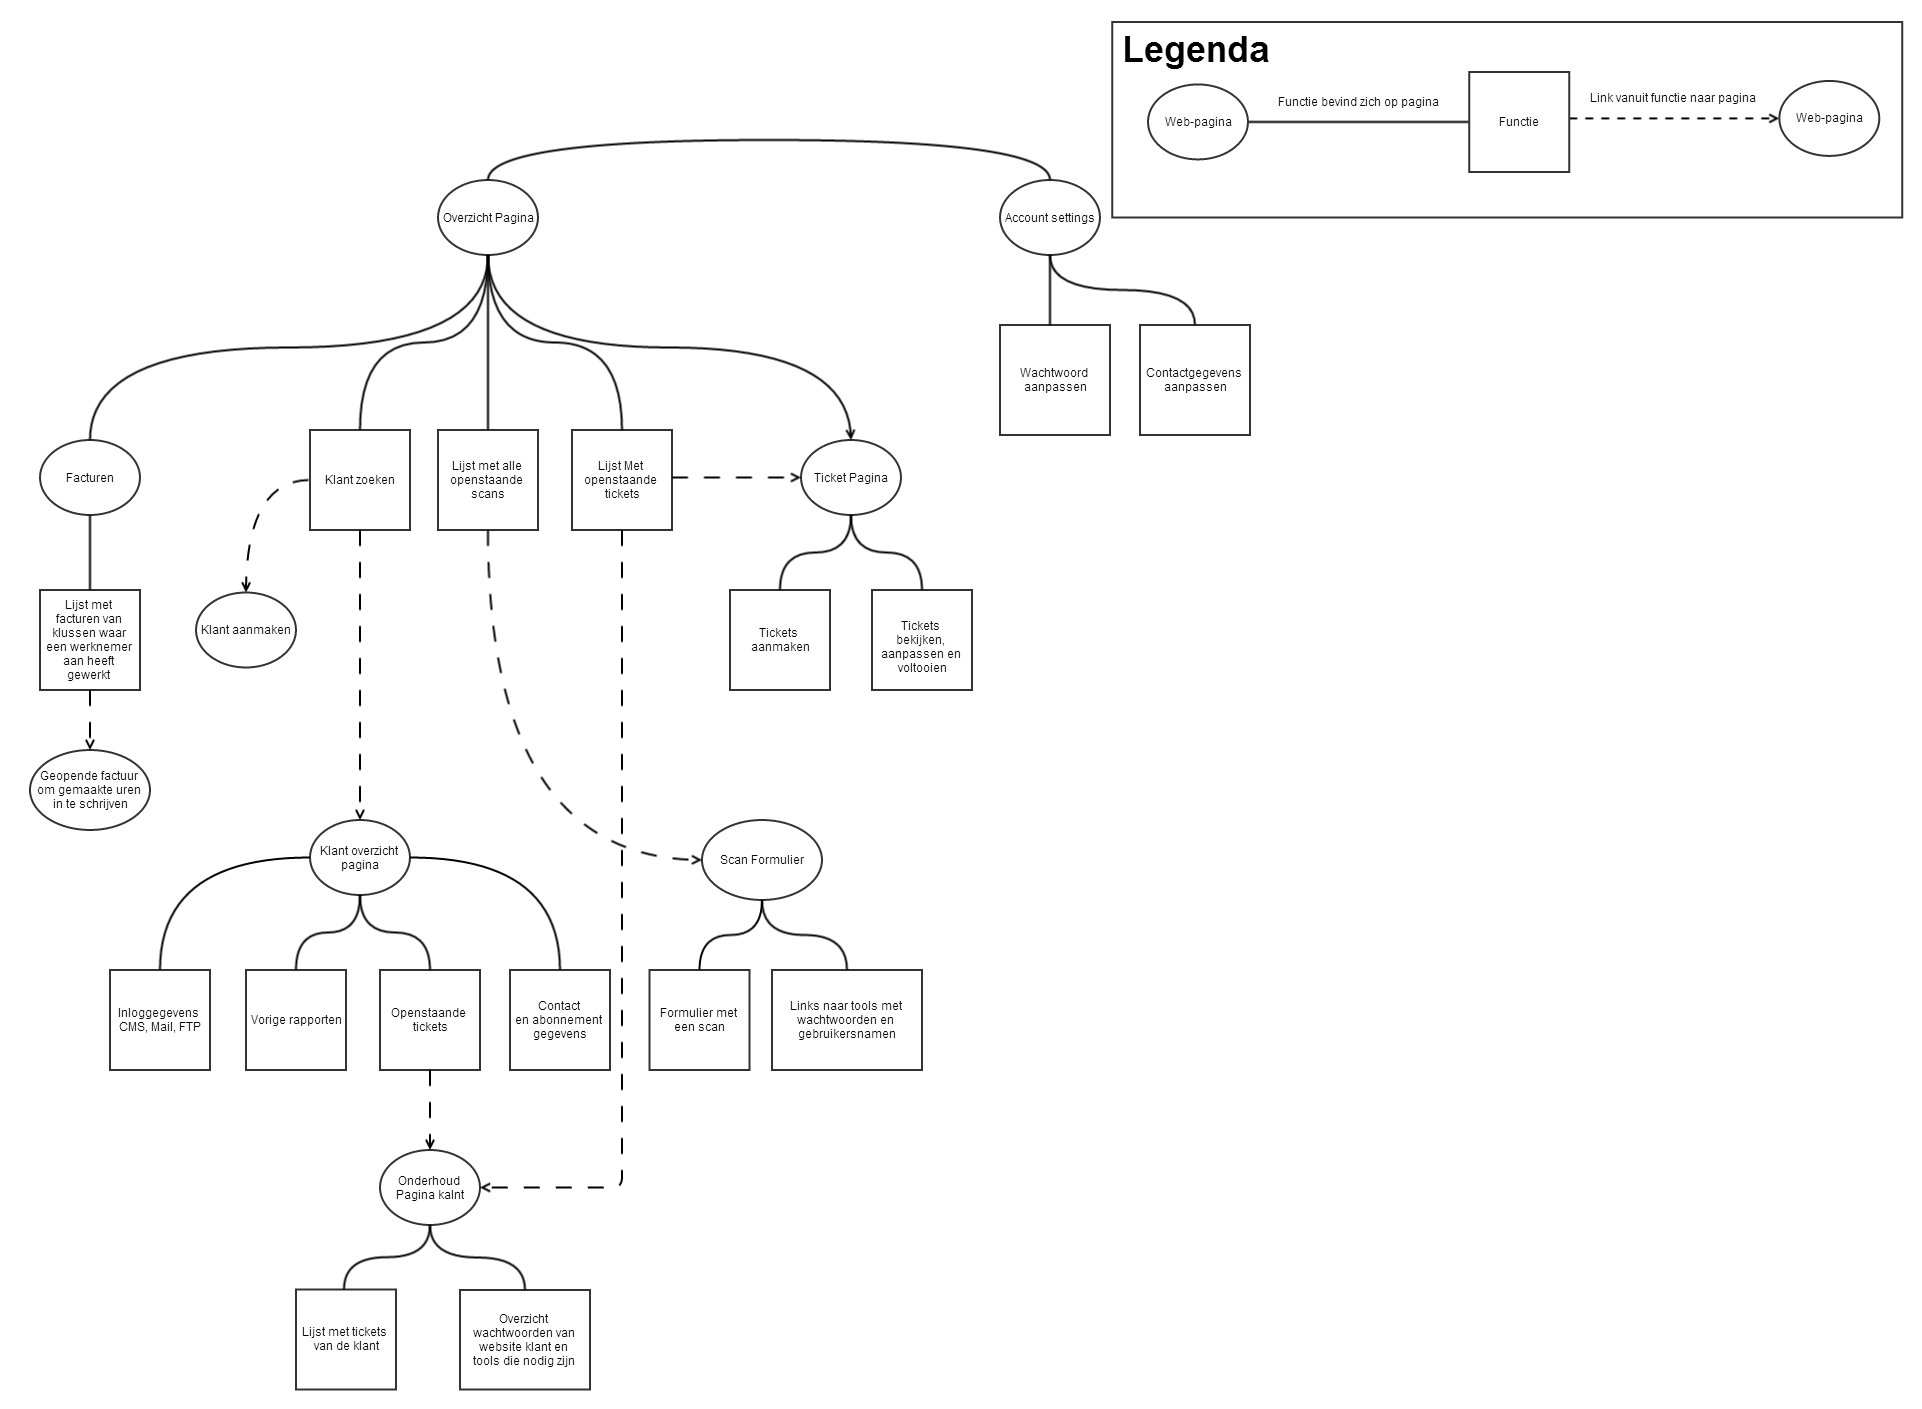 Legenda
Functie bevind zich op pagina
Link vanuit functie naar pagina
Web-pagina
Functie
Web-pagina
Overzicht Pagina
Account settings
Wachtwoord
aanpassen
Contactgegevens
aanpassen
Facturen
Klant zoeken
Lijst met alle
openstaande
scans
Lijst Met
openstaande
tickets
Ticket Pagina
Lijst met
facturen van
klussen waar
een werknemer
aan heeft
gewerkt
Klant aanmaken
Tickets
aanmaken
Tickets
bekijken,
aanpassen en
voltooien
Geopende factuur
om gemaakte uren
in te schrijven
Klant overzicht
pagina
Scan Formulier
Inloggegevens
CMS, Mail, FTP
Vorige rapporten
Openstaande
tickets
Contact
en abonnement
gegevens
Formulier met
een scan
Links naar tools met
wachtwoorden en
gebruikersnamen
Onderhoud
Pagina kalnt
Lijst met tickets
van de klant
Overzicht
wachtwoorden van
website klant en
tools die nodig zijn